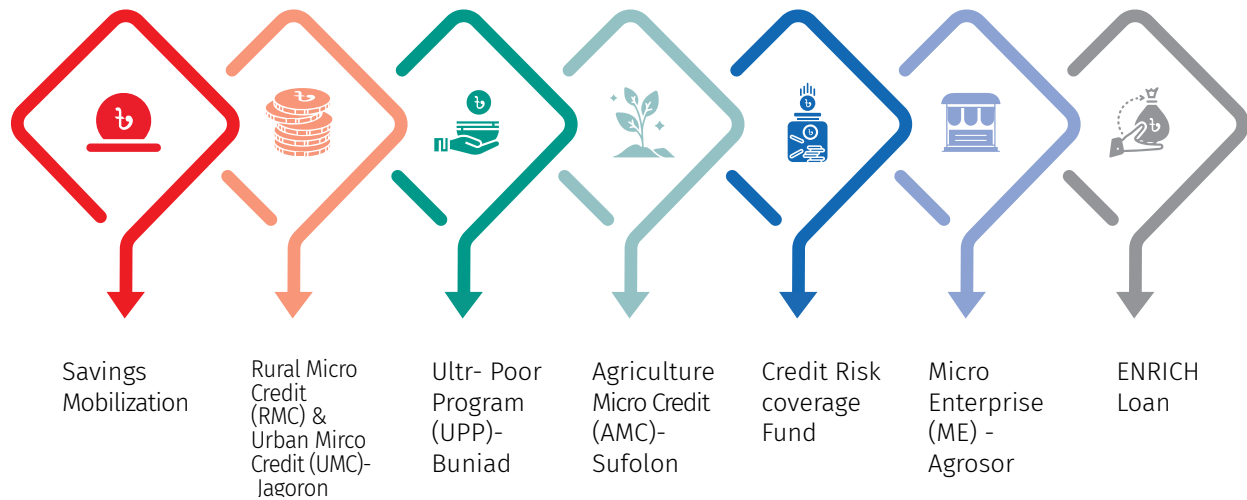 ৳
৳
৳
৳
৳
৳
Savings
Mobilization
Rural Micro
Credit
(RMC) &
Urban Mirco
Credit (UMC)-
Jagoron
Ultr- Poor
Program
(UPP)-
Buniad
Agriculture
Micro Credit
(AMC)-
Sufolon
Credit Risk
coverage
Fund
Micro
Enterprise
(ME) -
Agrosor
ENRICH
Loan